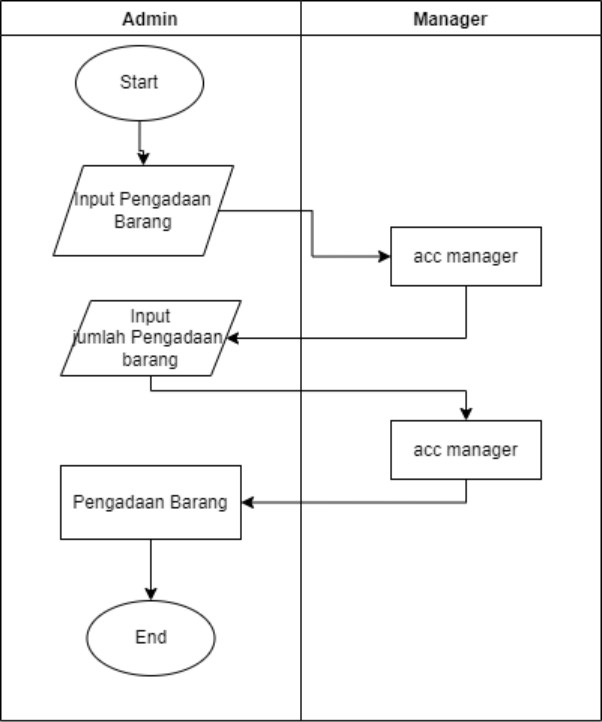 Admin
Manager
Start
Input Pengadaan
Barang
acc manager
Input
jumlah Pengadaan
barang
acc manager
Pengadaan Barang
End